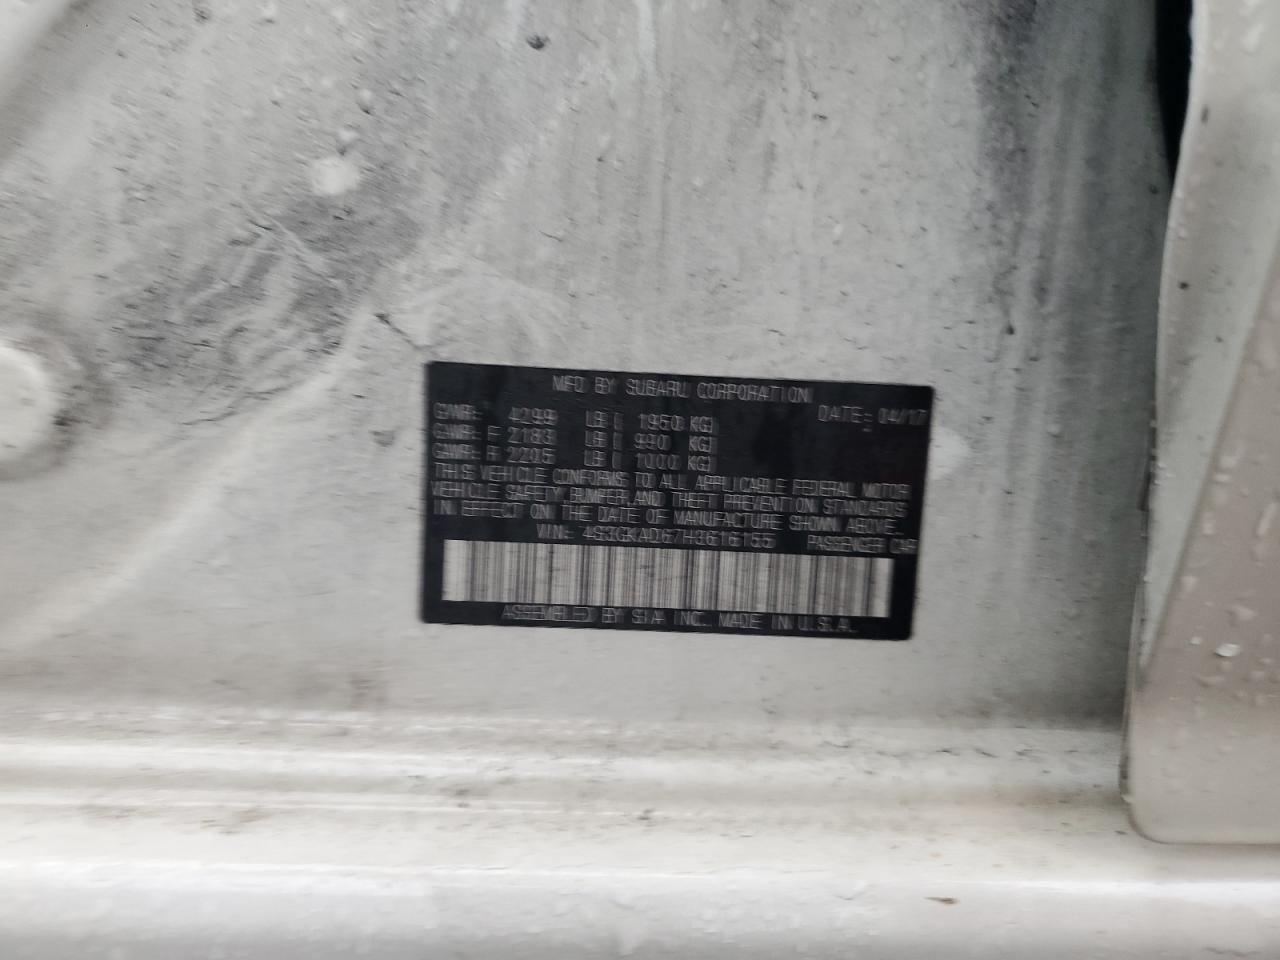 MFD BY SUBARU CORPORATION
DATE: 04/17
GVWR: 4299 LB ( 1950 KG)
GAWR: F 2183 LB ( 990 KG)
GAWR: R 2205 LB ( 1000 KG)
THIS VEHICLE CONFORMS TO ALL APPLICABLE FEDERAL MOTOR
VEHICLE SAFETY, BUMPER, AND THEFT PREVENTION STANDARDS
IN EFFECT ON THE DATE OF MANUFACTURE SHOWN ABOVE.
VIN: 4S3GKAD67H3616155 PASSENGER CAR
ASSEMBLED BY SIA INC. MADE IN U.S.A.